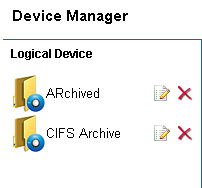 Device Manager
Logical Device
ARchived
CIFS Archive